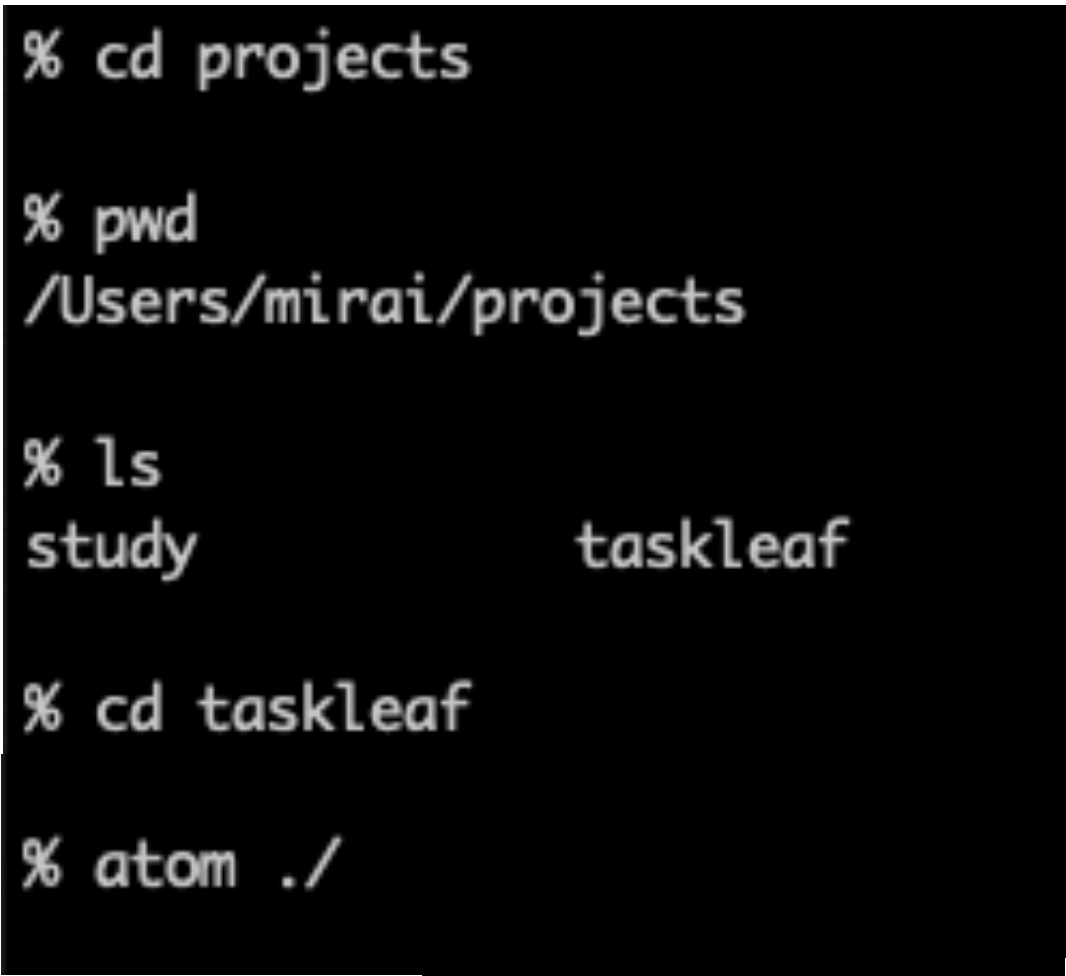 % cd projects
% pwd
/Users/mirai/projects
% ls
study taskleaf
% cd taskleaf
% atom ./